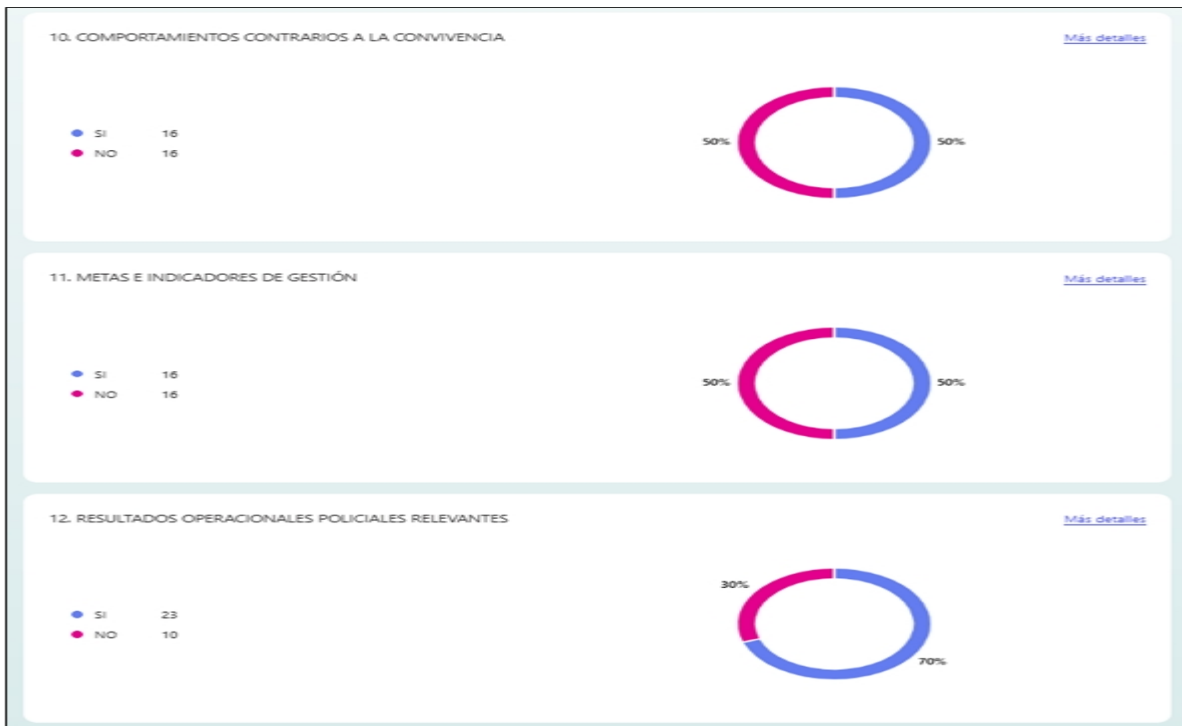 10. COMPORTAMIENTOS CONTRARIOS A LA CONVIVENCIA
Más detalles
SI 16
NO 16
50%
50%
11. METAS E INDICADORES DE GESTIÓN
Más detalles
SI 16
NO 16
50%
50%
12. RESULTADOS OPERACIONALES POLICIALES RELEVANTES
Más detalles
SI 23
NO 10
30%
70%